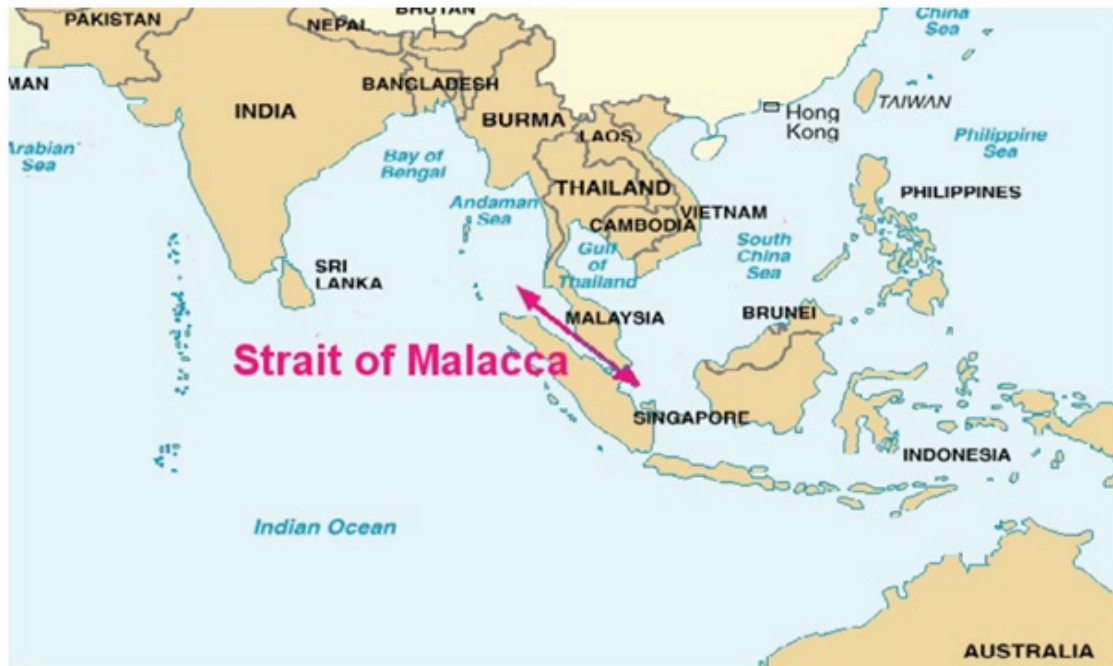 BHUTAN
China
Sea
PAKISTAN
NEPAL
MAN
BANGLADESH
INDIA
BURMA
Hong
Kong
TAIWAN
LAOS
Arabian
Sea
Bay of
Bengal
Philippine
Sea
THAILAND
PHILIPPINES
Andaman
Sea
CAMBODIA
VIETNAM
Gulf
of
Thailand
South
China
Sea
SRI
LANKA
MALAYSIA
BRUNEI
Strait of Malacca
SINGAPORE
INDONESIA
Indian Ocean
AUSTRALIA